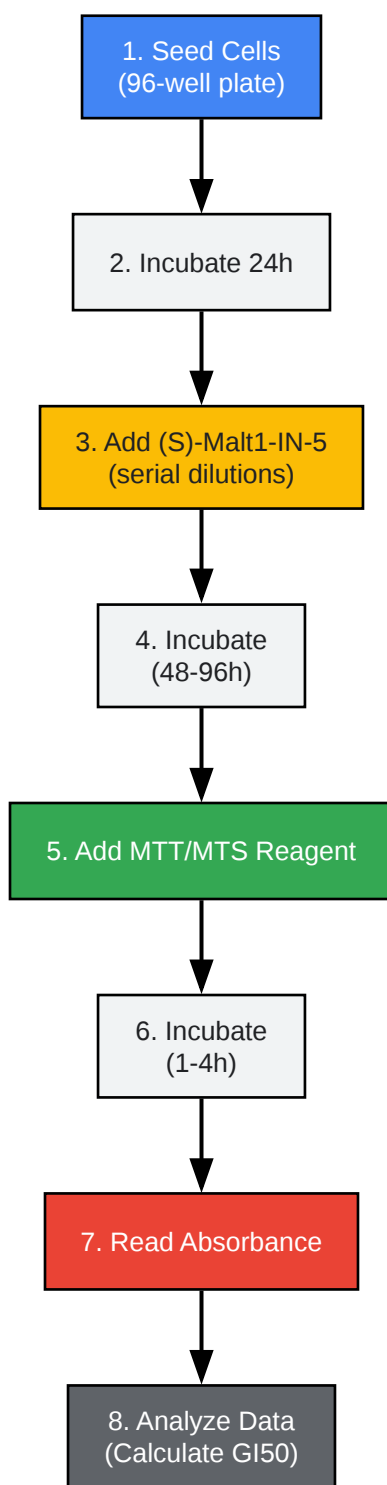 1. Seed Cells
(96-well plate)
2. Incubate 24h
3. Add (S)-Malt1-IN-5
(serial dilutions)
4. Incubate
(48-96h)
5. Add MTT/MTS Reagent
6. Incubate
(1-4h)
7. Read Absorbance
8. Analyze Data
(Calculate GI50)